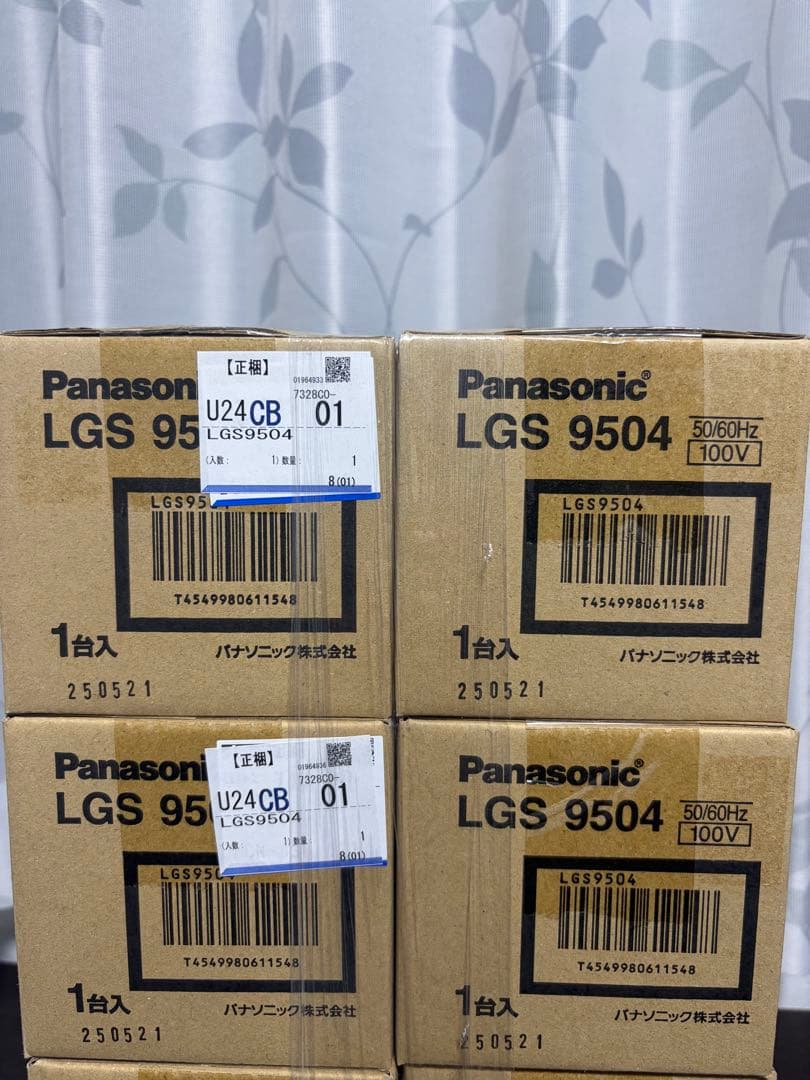 Panason
LGS 95
【正梱】
01964933
7328C0-
U24CB 01
LGS9504
(入数: 1) 数量: 1
8(01)
LGS95
T4549980611548
1台入
パナソニック株式会社
250521
Panasonic®
LGS 9504
50/60Hz
100V
LGS9504
T4549980611548
1台入
パナソニック株式会社
250521
Panasoni
LGS 95
【正梱】
01964936
7328C0-
U24CB 01
LGS9504
(入数: 1) 数量: 1
8(01)
LGS9504
T4549980611548
1台入
パナソニック株式会社
250521
Panasonic®
LGS 9504
50/60Hz
100V
LGS9504
T4549980611548
1台入
パナソニック株式会社
250521